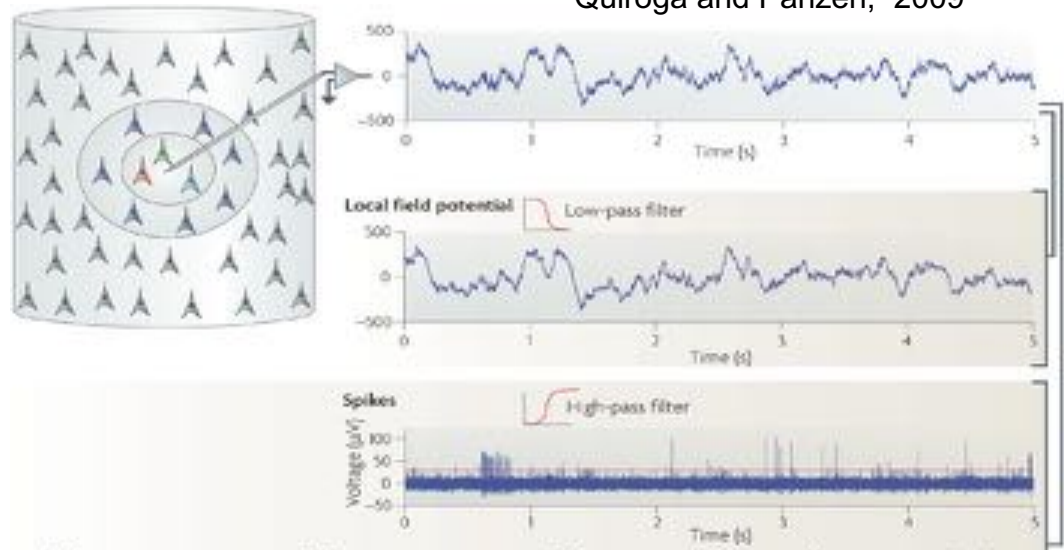 Quiroga and Panzeri, 2009
500
0
-500
0 1 2 3 4 5
Time (s)
Local field potential
Low-pass filter
500
0
-500
0 1 2 3 4 5
Time (s)
Spikes
High-pass filter
Voltage (µV)
100
50
0
-50
0 1 2 3 4 5
Time (s)